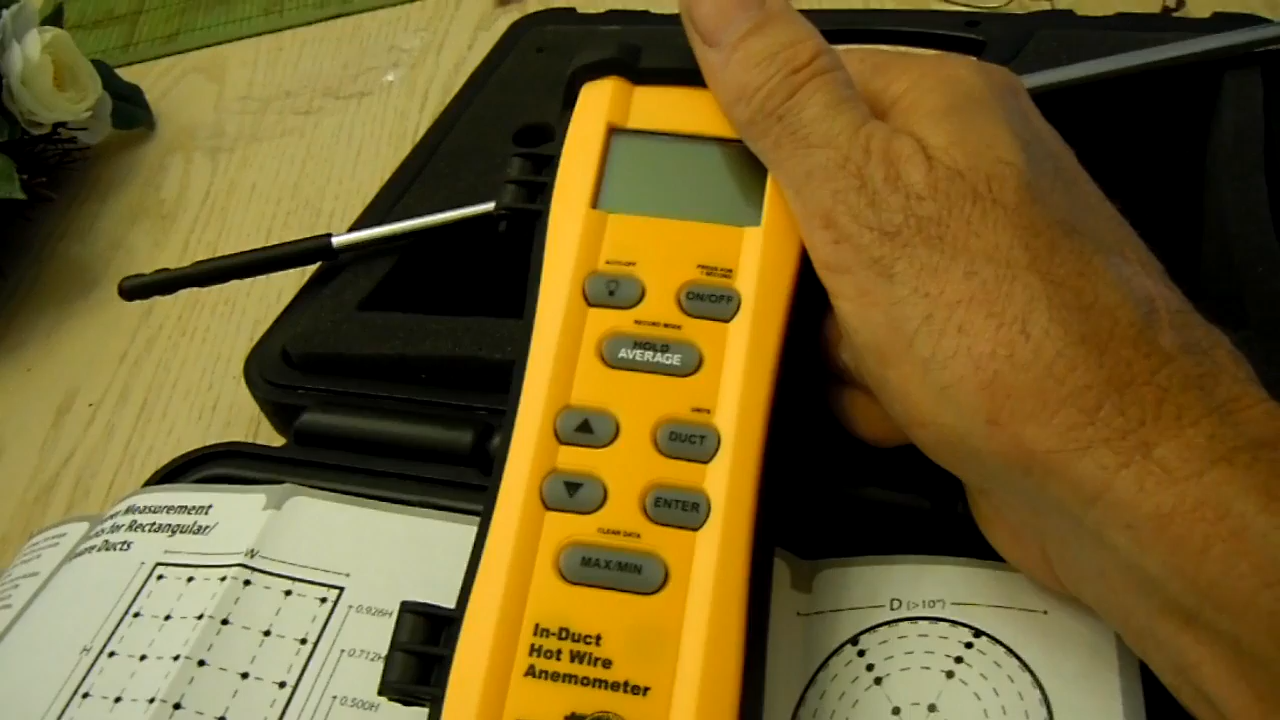 AUTO-OFF
PRESS FOR
1 SECOND
ON/OFF
RECORD MODE
HOLD
AVERAGE
UNITS
DUCT
ENTER
CLEAR DATA
MAX/MIN
In-Duct
Hot Wire
Anemometer
Measurement
for Rectangular/
Ducts
W
H
0.926H
0.712H
0.500H
D (>10")